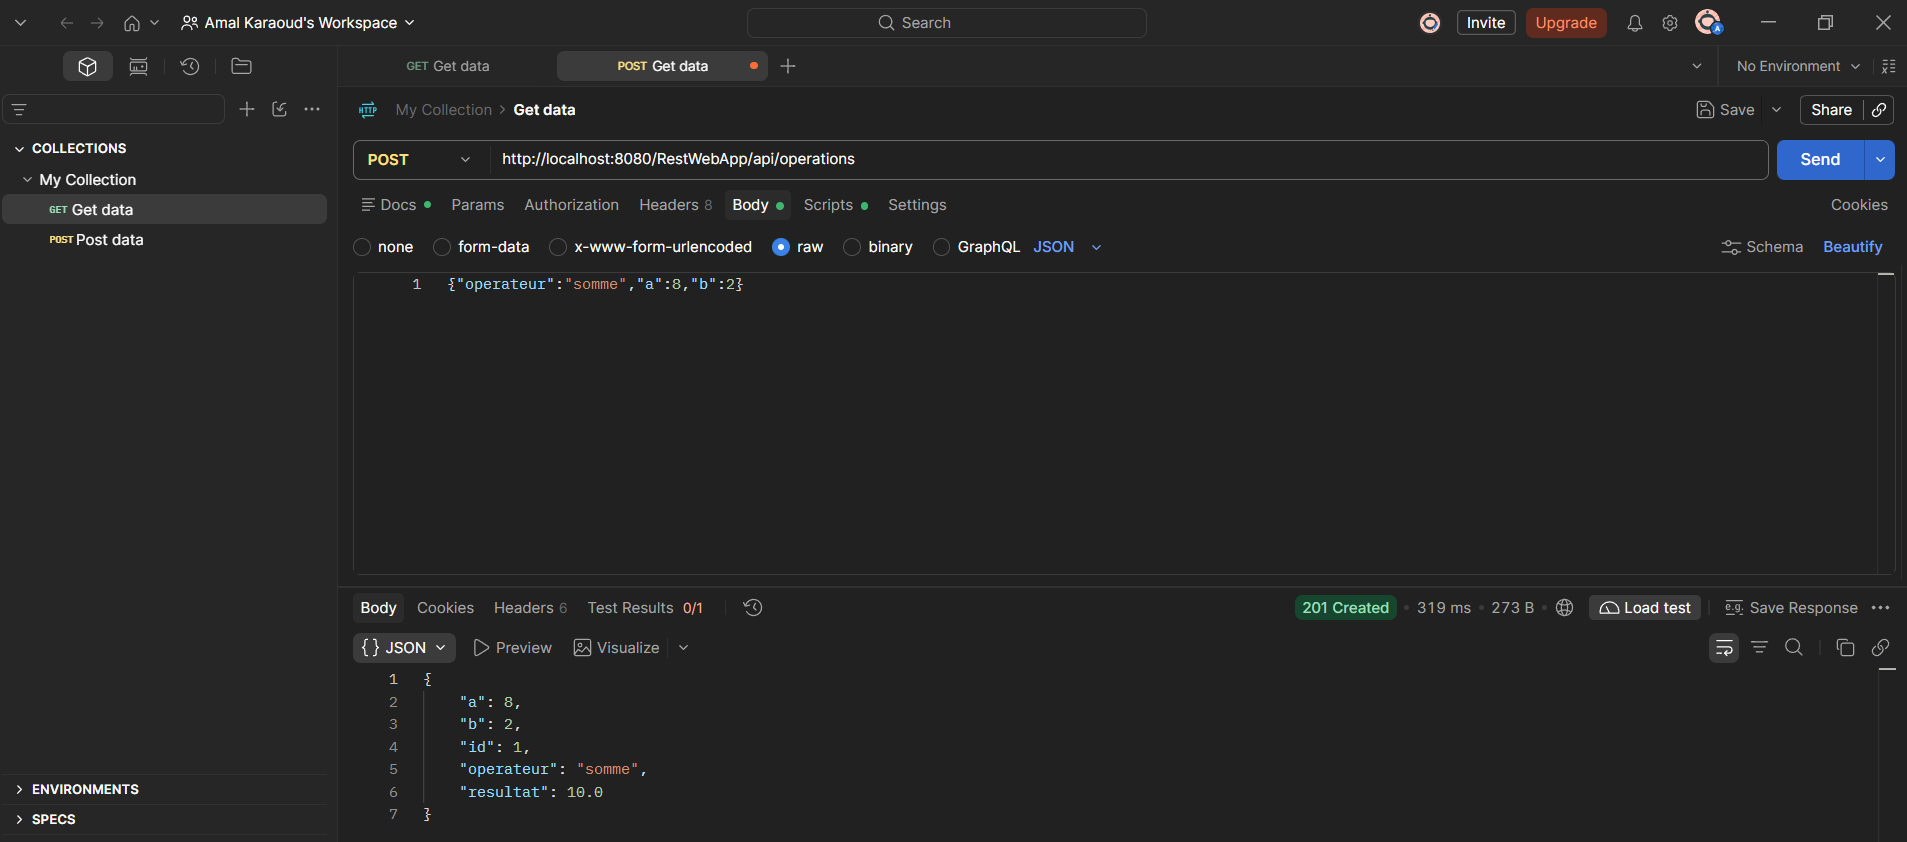 Amal Karaoud's Workspace
Search
Invite
Upgrade
GET Get data
POST Get data
No Environment
HTTP My Collection > Get data
Save
Share
COLLECTIONS
My Collection
GET Get data
POST Post data
POST
http://localhost:8080/RestWebApp/api/operations
Send
Docs
Params
Authorization
Headers 8
Body
Scripts
Settings
Cookies
none
form-data
x-www-form-urlencoded
raw
binary
GraphQL
JSON
Schema
Beautify
1 {"operateur":"somme","a":8,"b":2}
Body
Cookies
Headers 6
Test Results 0/1
201 Created
319 ms
273 B
Load test
e.g. Save Response
{} JSON
Preview
Visualize
1 {
2 "a": 8,
3 "b": 2,
4 "id": 1,
5 "operateur": "somme",
6 "resultat": 10.0
7 }
ENVIRONMENTS
SPECS